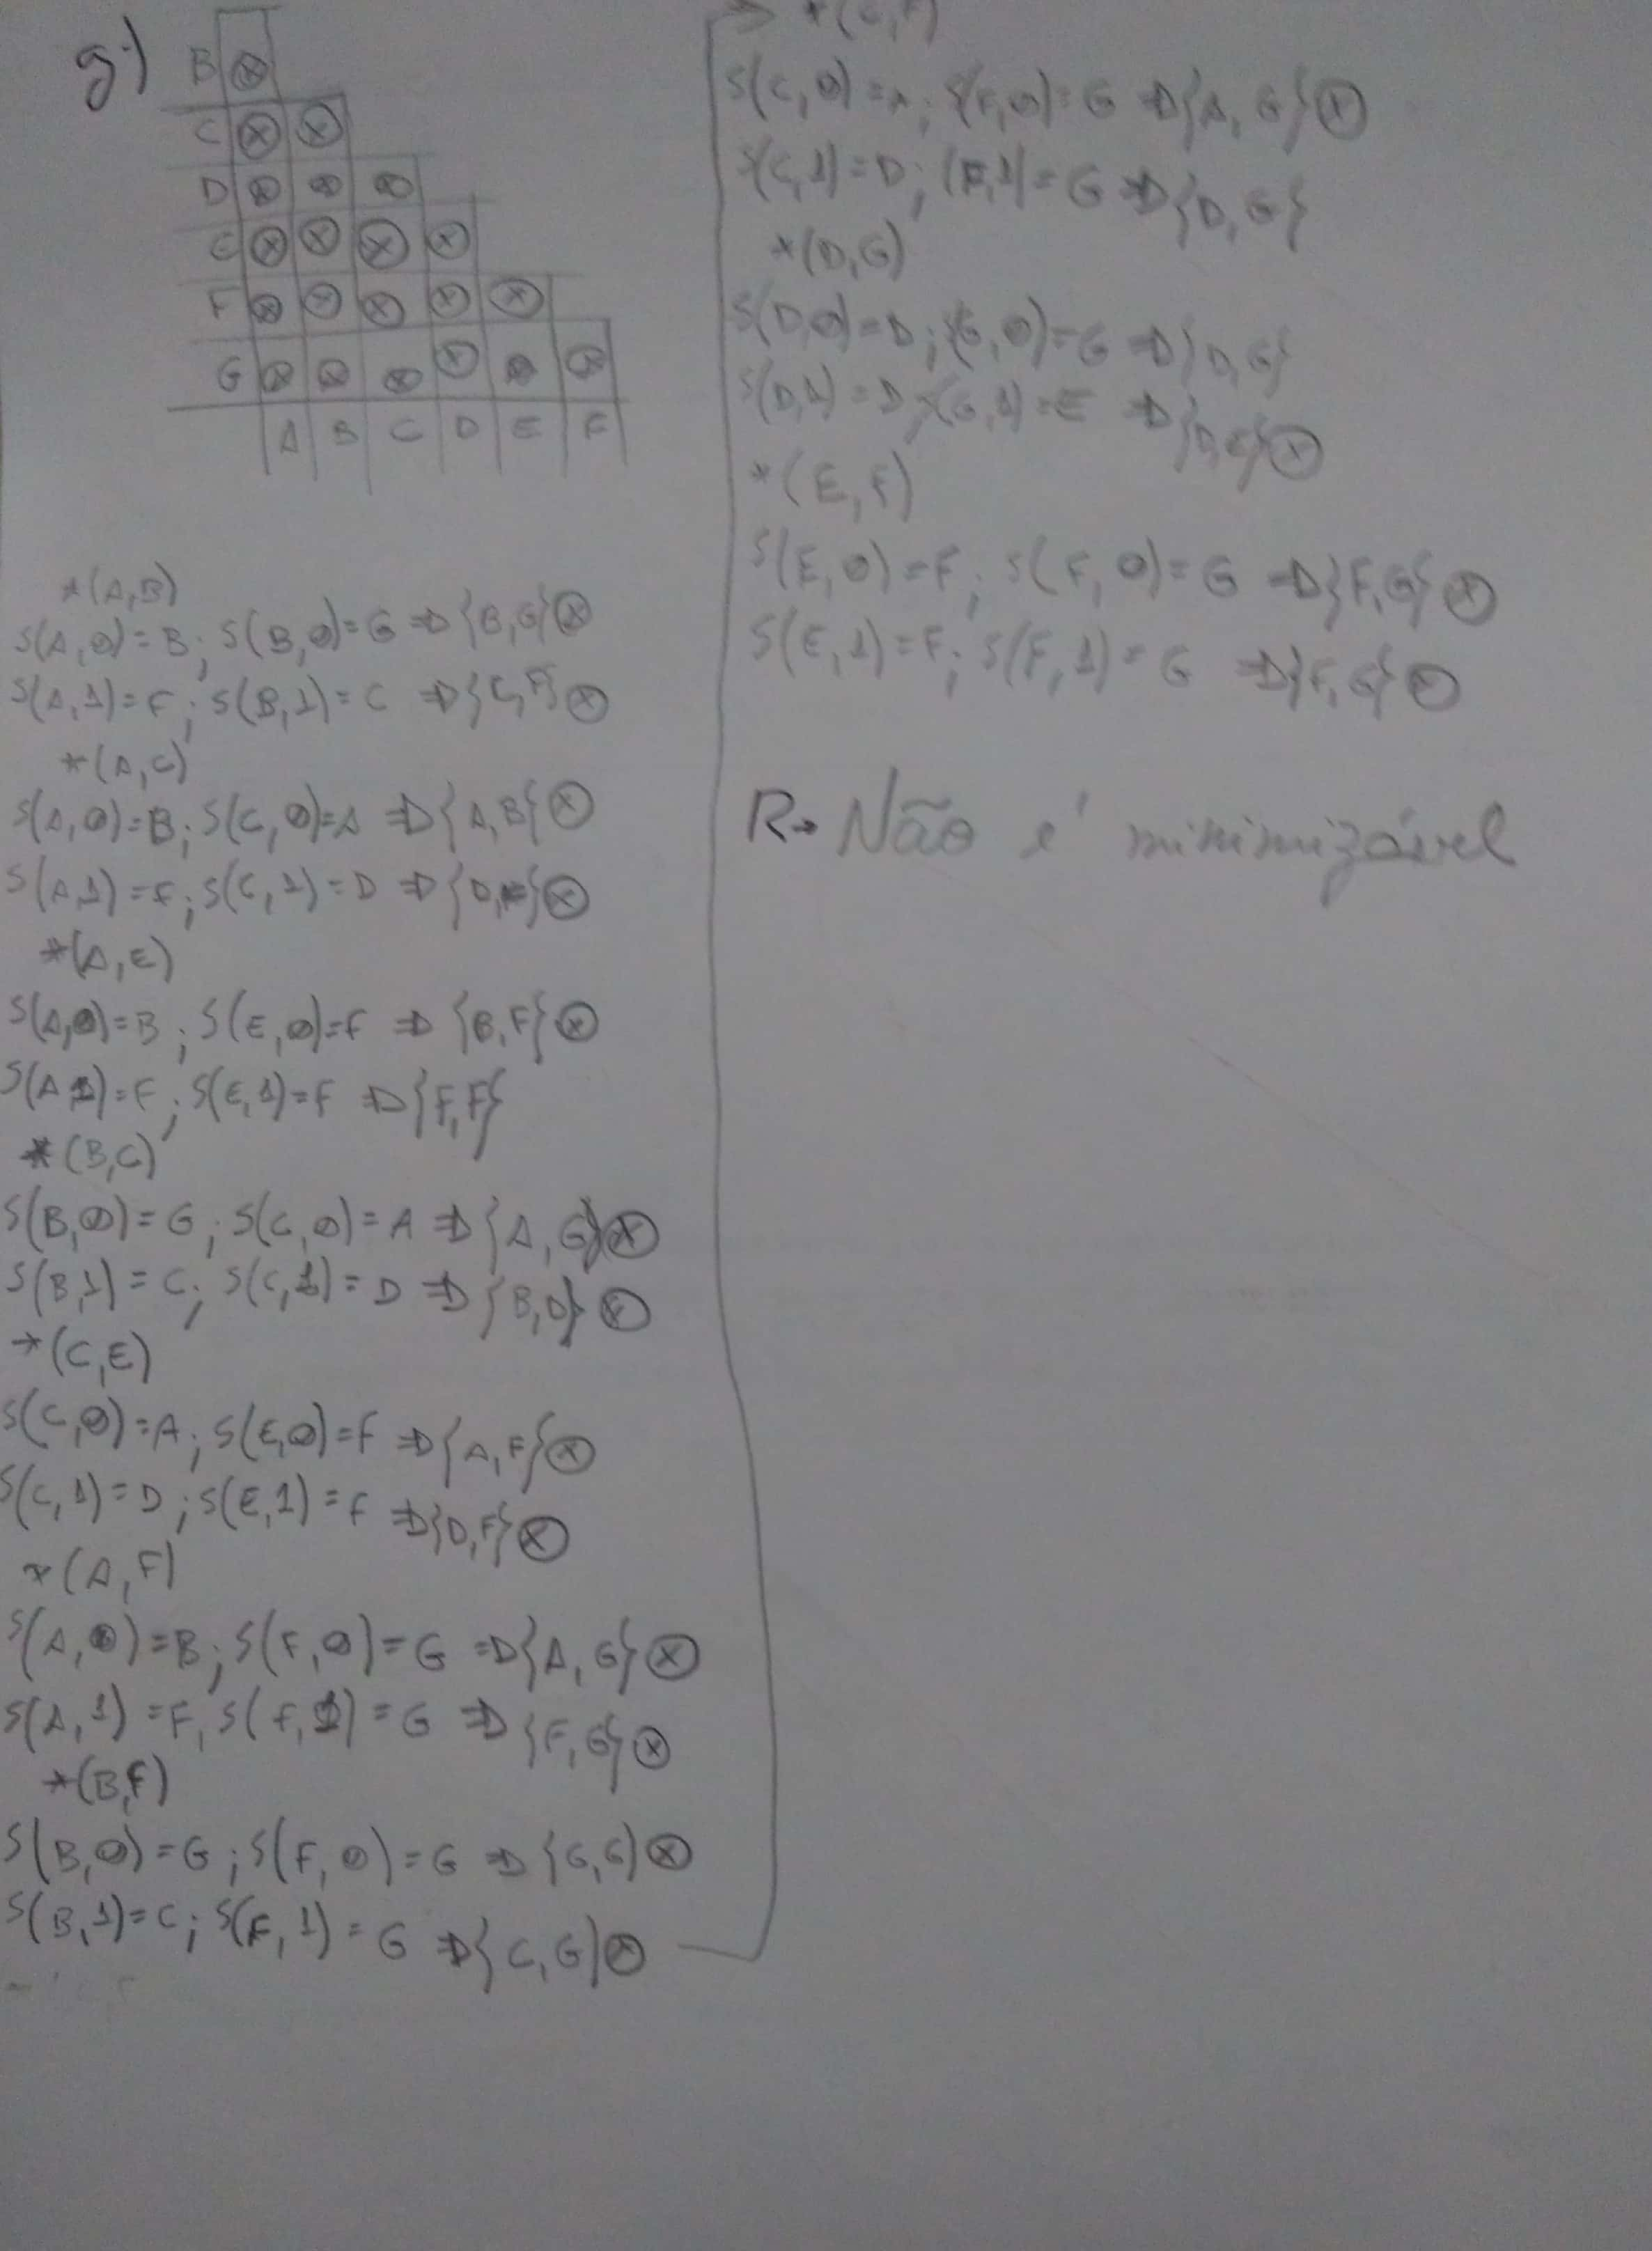 g.)
B ⊗
C ⊗ ⊗
D ⊗ ⊗ ⊗
E ⊗ ⊗ ⊗ ⊗
F ⊗ ⊗ ⊗ ⊗ ⊗
G ⊗ ⊗ ⊗ ⊗ ⊗ ⊗
A B C D E F
*(A,B)
S(A,0)=B; S(B,0)=G => {B,G} ⊗
S(A,1)=F; S(B,1)=C => {C,F} ⊗
*(A,C)
S(A,0)=B; S(C,0)=A => {A,B} ⊗
S(A,1)=F; S(C,1)=D => {D,F} ⊗
*(A,E)
S(A,0)=B; S(E,0)=F => {B,F} ⊗
S(A,1)=F; S(E,1)=F => {F,F}
*(B,C)
S(B,0)=G; S(C,0)=A => {A,G} ⊗
S(B,1)=C; S(C,1)=D => {B,D} ⊗
*(C,E)
S(C,0)=A; S(E,0)=F => {A,F} ⊗
S(C,1)=D; S(E,1)=F => {D,F} ⊗
*(A,F)
S(A,0)=B; S(F,0)=G => {A,G} ⊗
S(A,1)=F, S(F,1)=G => {F,G} ⊗
*(B,F)
S(B,0)=G; S(F,0)=G => {G,G} ⊗
S(B,1)=C; S(F,1)=G => {C,G} ⊗
*(C,F)
S(C,0)=A; S(F,0)=G => {A,G} ⊗
S(C,1)=D; (F,1)=G => {D,G}
*(D,G)
S(D,0)=D; S(G,0)=G => {D,G}
S(D,1)=D; S(G,1)=E => {D,E} ⊗
*(E,F)
S(E,0)=F; S(F,0)=G => {F,G} ⊗
S(E,1)=F; S(F,1)=G => {F,G} ⊗
R→ Não é minimizável